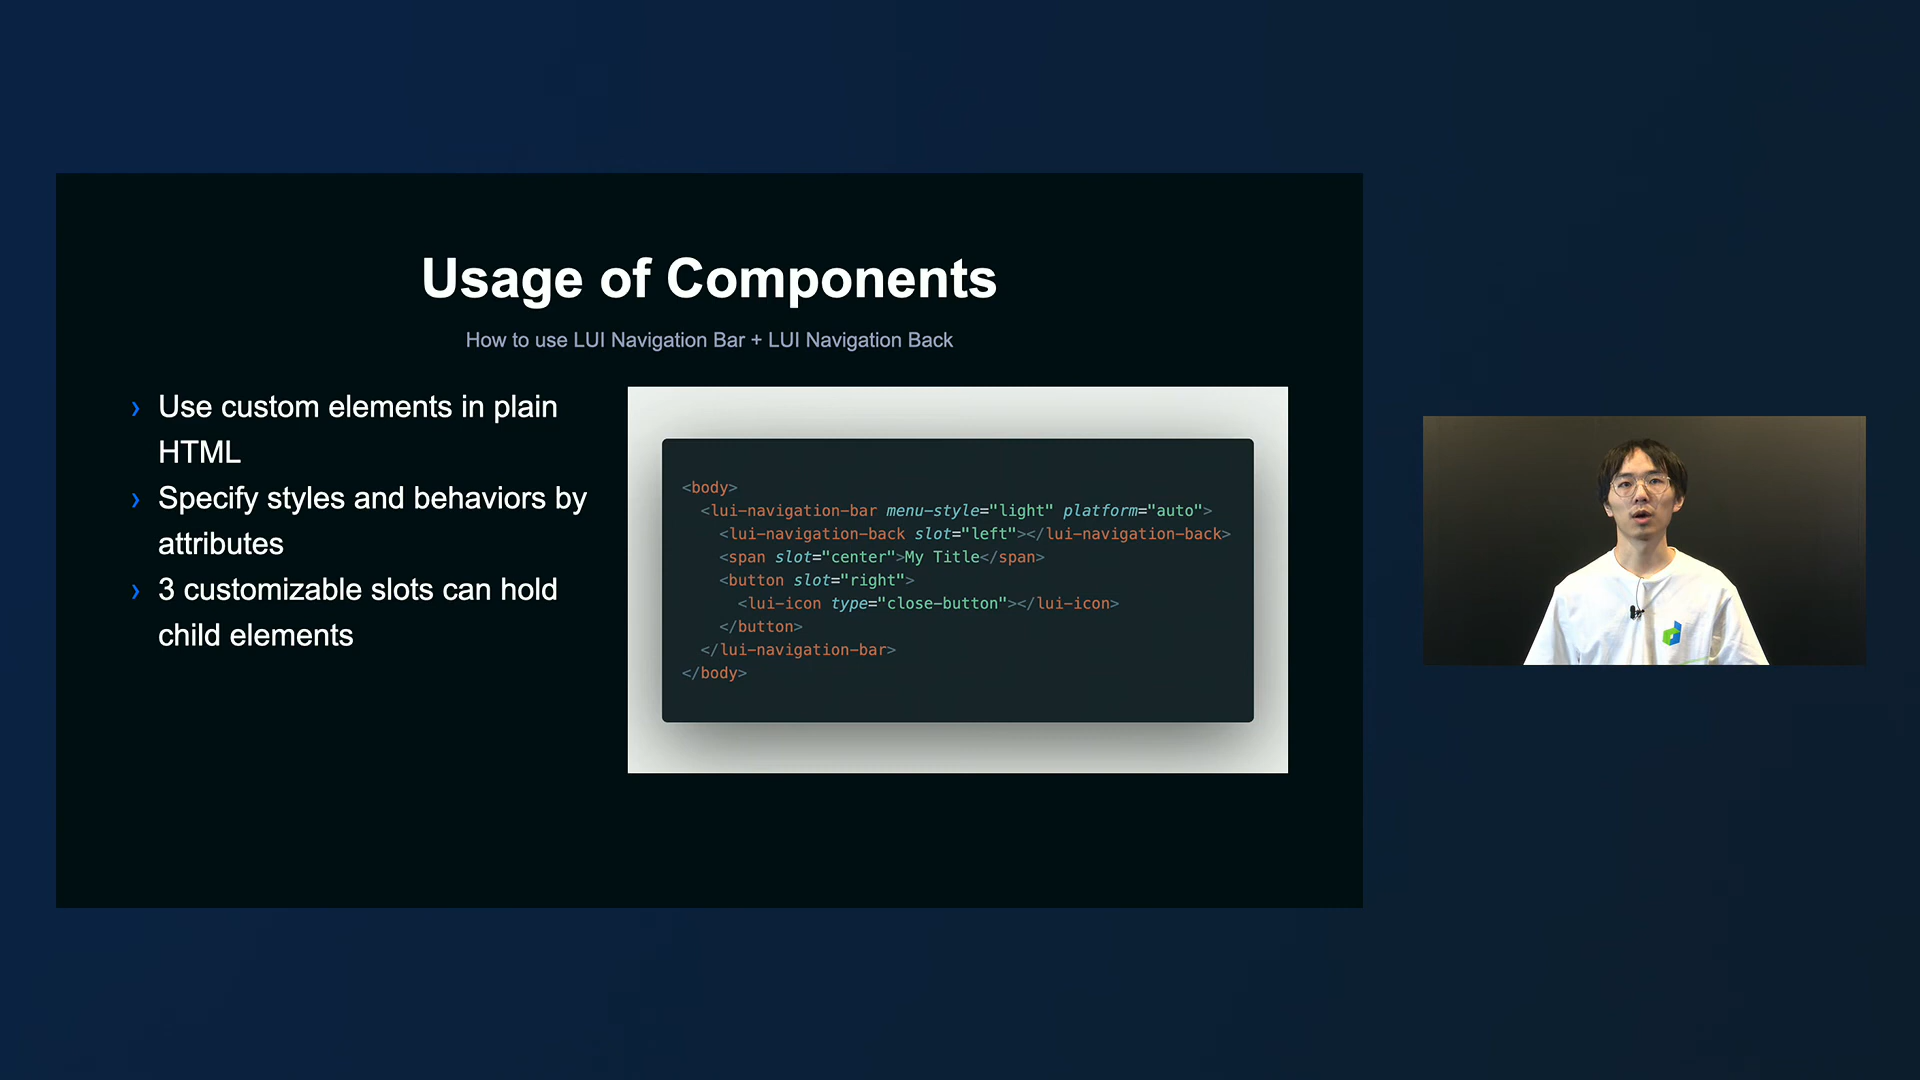 Usage of Components
How to use LUI Navigation Bar + LUI Navigation Back
› Use custom elements in plain
HTML
› Specify styles and behaviors by
attributes
› 3 customizable slots can hold
child elements
<body>
  <lui-navigation-bar menu-style="light" platform="auto">
    <lui-navigation-back slot="left"></lui-navigation-back>
    <span slot="center">My Title</span>
    <button slot="right">
      <lui-icon type="close-button"></lui-icon>
    </button>
  </lui-navigation-bar>
</body>